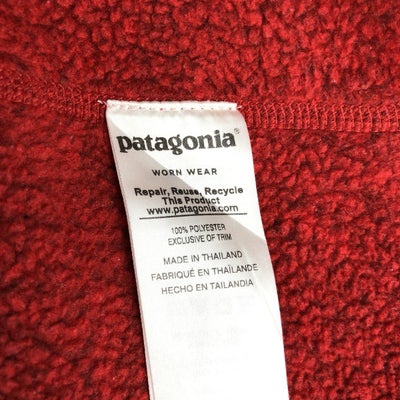 patagonia®
WORN WEAR
Repair, Reuse, Recycle
This Product
www.patagonia.com
100% POLYESTER
EXCLUSIVE OF TRIM
MADE IN THAILAND
FABRIQUÉ EN THAÏLANDE
HECHO EN TAILANDIA